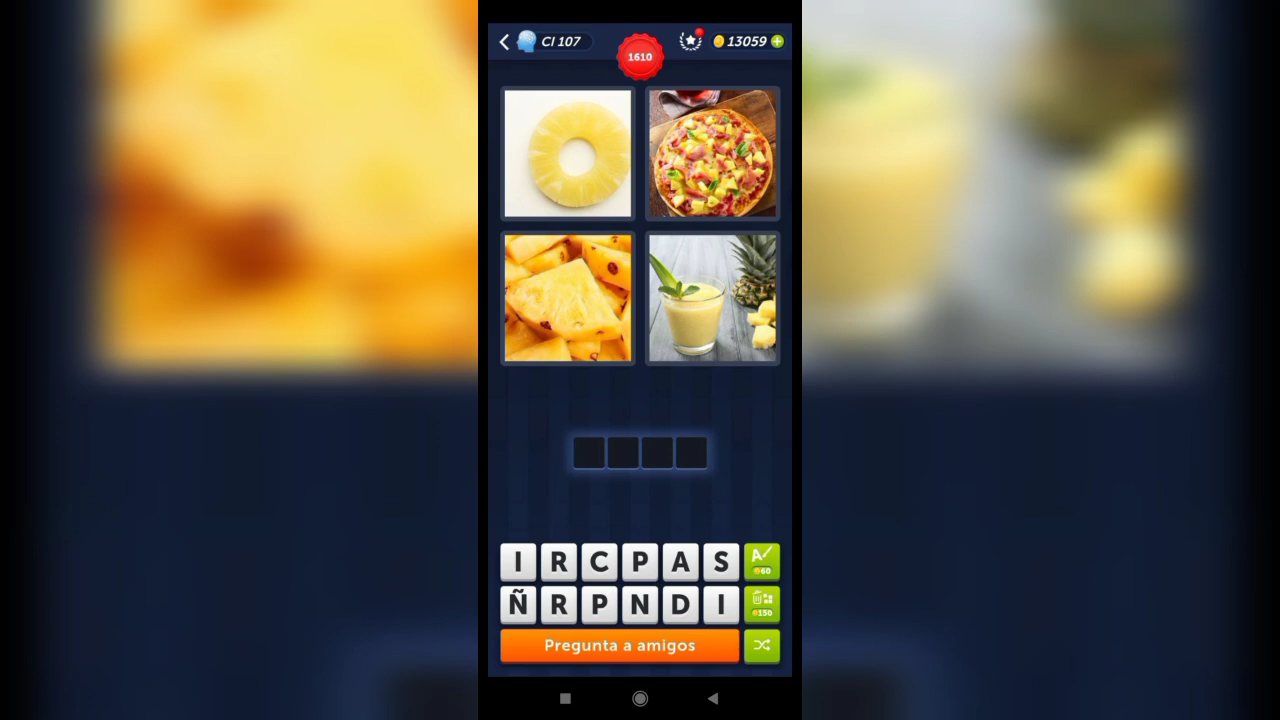 CI 107
1610
13059
I R C P A S
60
Ñ R P N D I
150
Pregunta a amigos